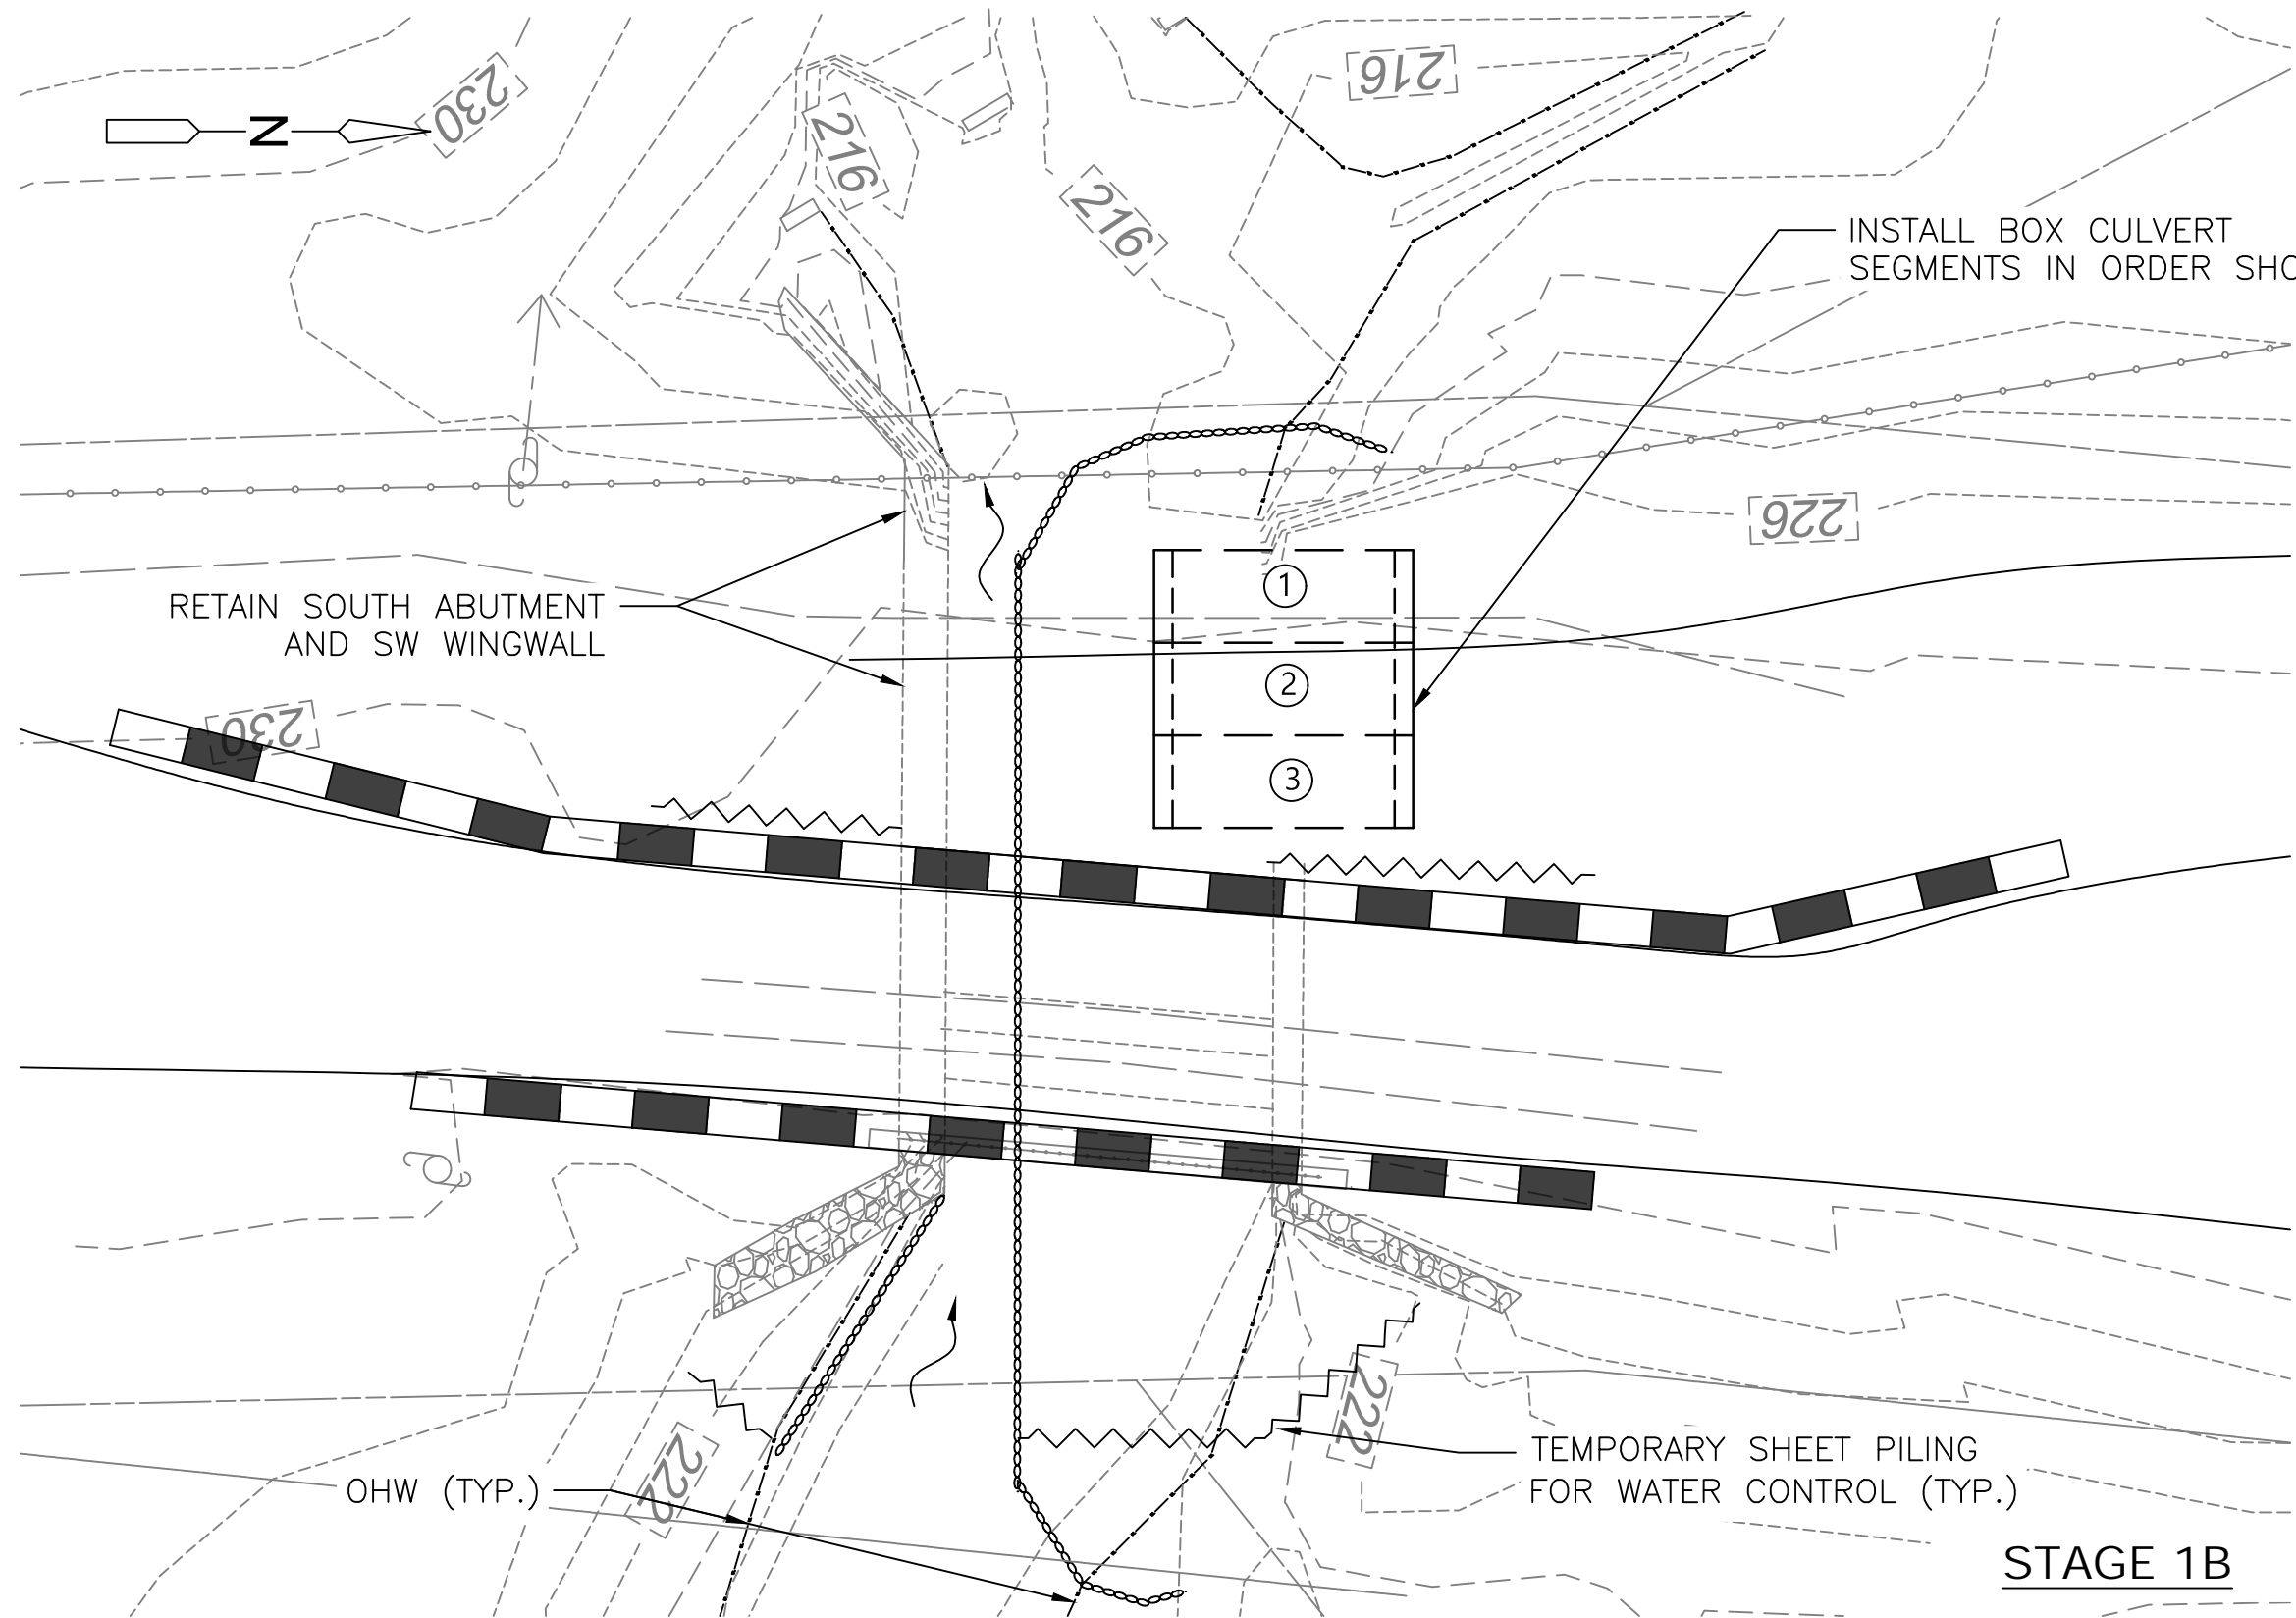 230
N
216
216
216
INSTALL BOX CULVERT
SEGMENTS IN ORDER
226
1
RETAIN SOUTH ABUTMENT
AND SW WINGWALL
2
230
3
222
222
TEMPORARY SHEET PILING
FOR WATER CONTROL (TYP.)
OHW (TYP.)
STAGE 1B